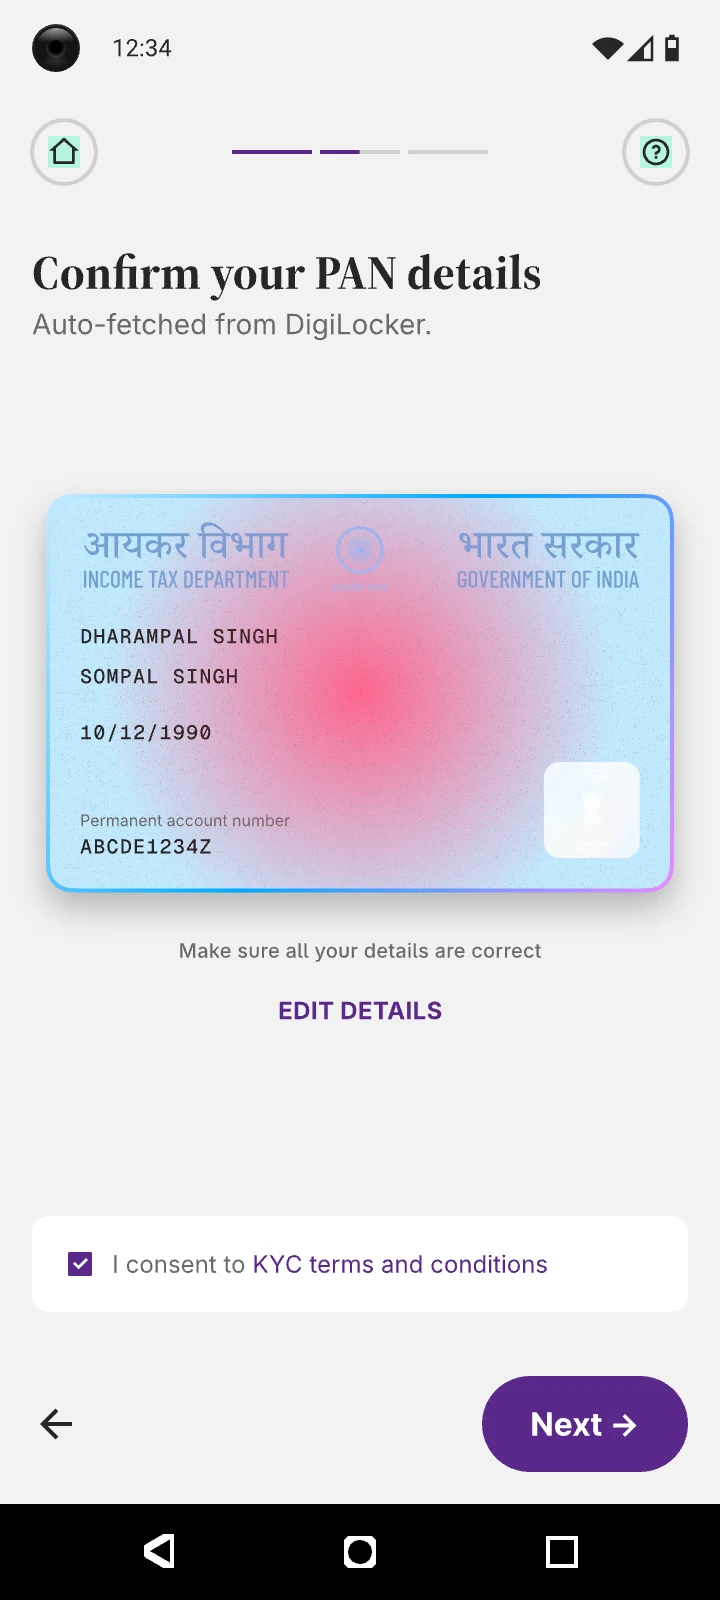 12:34
Confirm your PAN details
Auto-fetched from DigiLocker.
आयकर विभाग
INCOME TAX DEPARTMENT
भारत सरकार
GOVERNMENT OF INDIA
DHARAMPAL SINGH
SOMPAL SINGH
10/12/1990
Permanent account number
ABCDE1234Z
Make sure all your details are correct
EDIT DETAILS
I consent to KYC terms and conditions
Next →